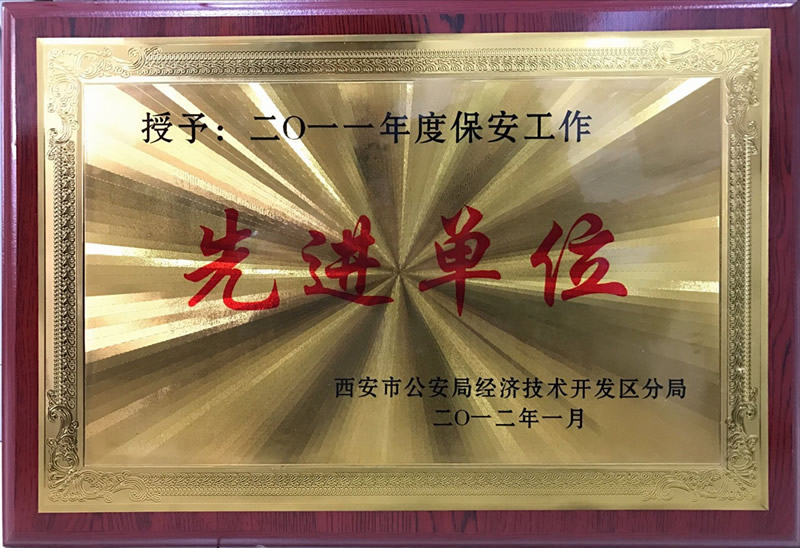 授予：二〇一一年度保安工作
先进单位
西安市公安局经济技术开发区分局
二〇一二年一月